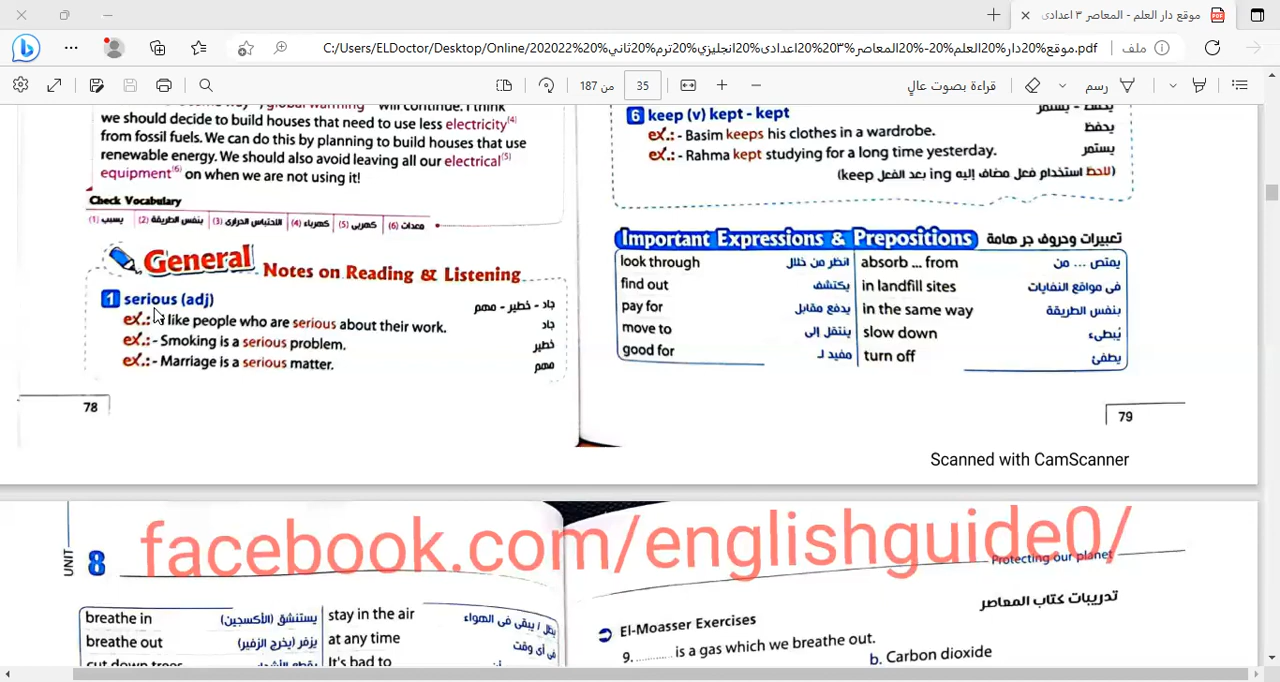 موقع دار العلم - المعاصر ٣ اعدادى
C:/Users/ELDoctor/Desktop/Online/202022%20موقع%20دار%20العلم%20-%20المعاصر%20٣%20اعدادى%20انجليزي%20ترم%20ثاني.pdf
ملف
من 187
35
قراءة بصوت عالٍ
رسم
" will continue. I think
we should decide to build houses that need to use less electricity(4)
from fossil fuels. We can do this by planning to build houses that use
renewable energy. We should also avoid leaving all our electrical(5)
equipment(6) on when we are not using it!
Check Vocabulary
(1) يسبب (2) بنفس الطريقة (3) الاحتباس الحرارى (4) كهرباء (5) كهربى (6) معدات
General Notes on Reading & Listening
1 serious (adj) جاد - خطير - مهم
ex.: - I like people who are serious about their work. جاد
ex.: - Smoking is a serious problem. خطير
ex.: - Marriage is a serious matter. مهم
78
6 keep (v) kept - kept يحفظ - يستمر
ex.: - Basim keeps his clothes in a wardrobe. يحفظ
ex.: - Rahma kept studying for a long time yesterday. يستمر
(لاحظ استخدام فعل مضاف إليه ing بعد الفعل keep)
Important Expressions & Prepositions تعبيرات وحروف جر هامة
look through انظر من خلال absorb ... from يمتص ... من
find out يكتشف in landfill sites فى مواقع النفايات
pay for يدفع مقابل in the same way بنفس الطريقة
move to ينتقل إلى slow down يُبطىء
good for مفيد لـ turn off يطفئ
79
Scanned with CamScanner
facebook.com/englishguide0/
UNIT 8
breathe in يستنشق (الأكسجين) stay in the air يظل / يبقى فى الهواء
breathe out يزفر (يخرج الزفير) at any time فى أى وقت
cut down trees It's bad to
Protecting our planet
تدريبات كتاب المعاصر
El-Moasser Exercises
9. ........... is a gas which we breathe out.
b. Carbon dioxide